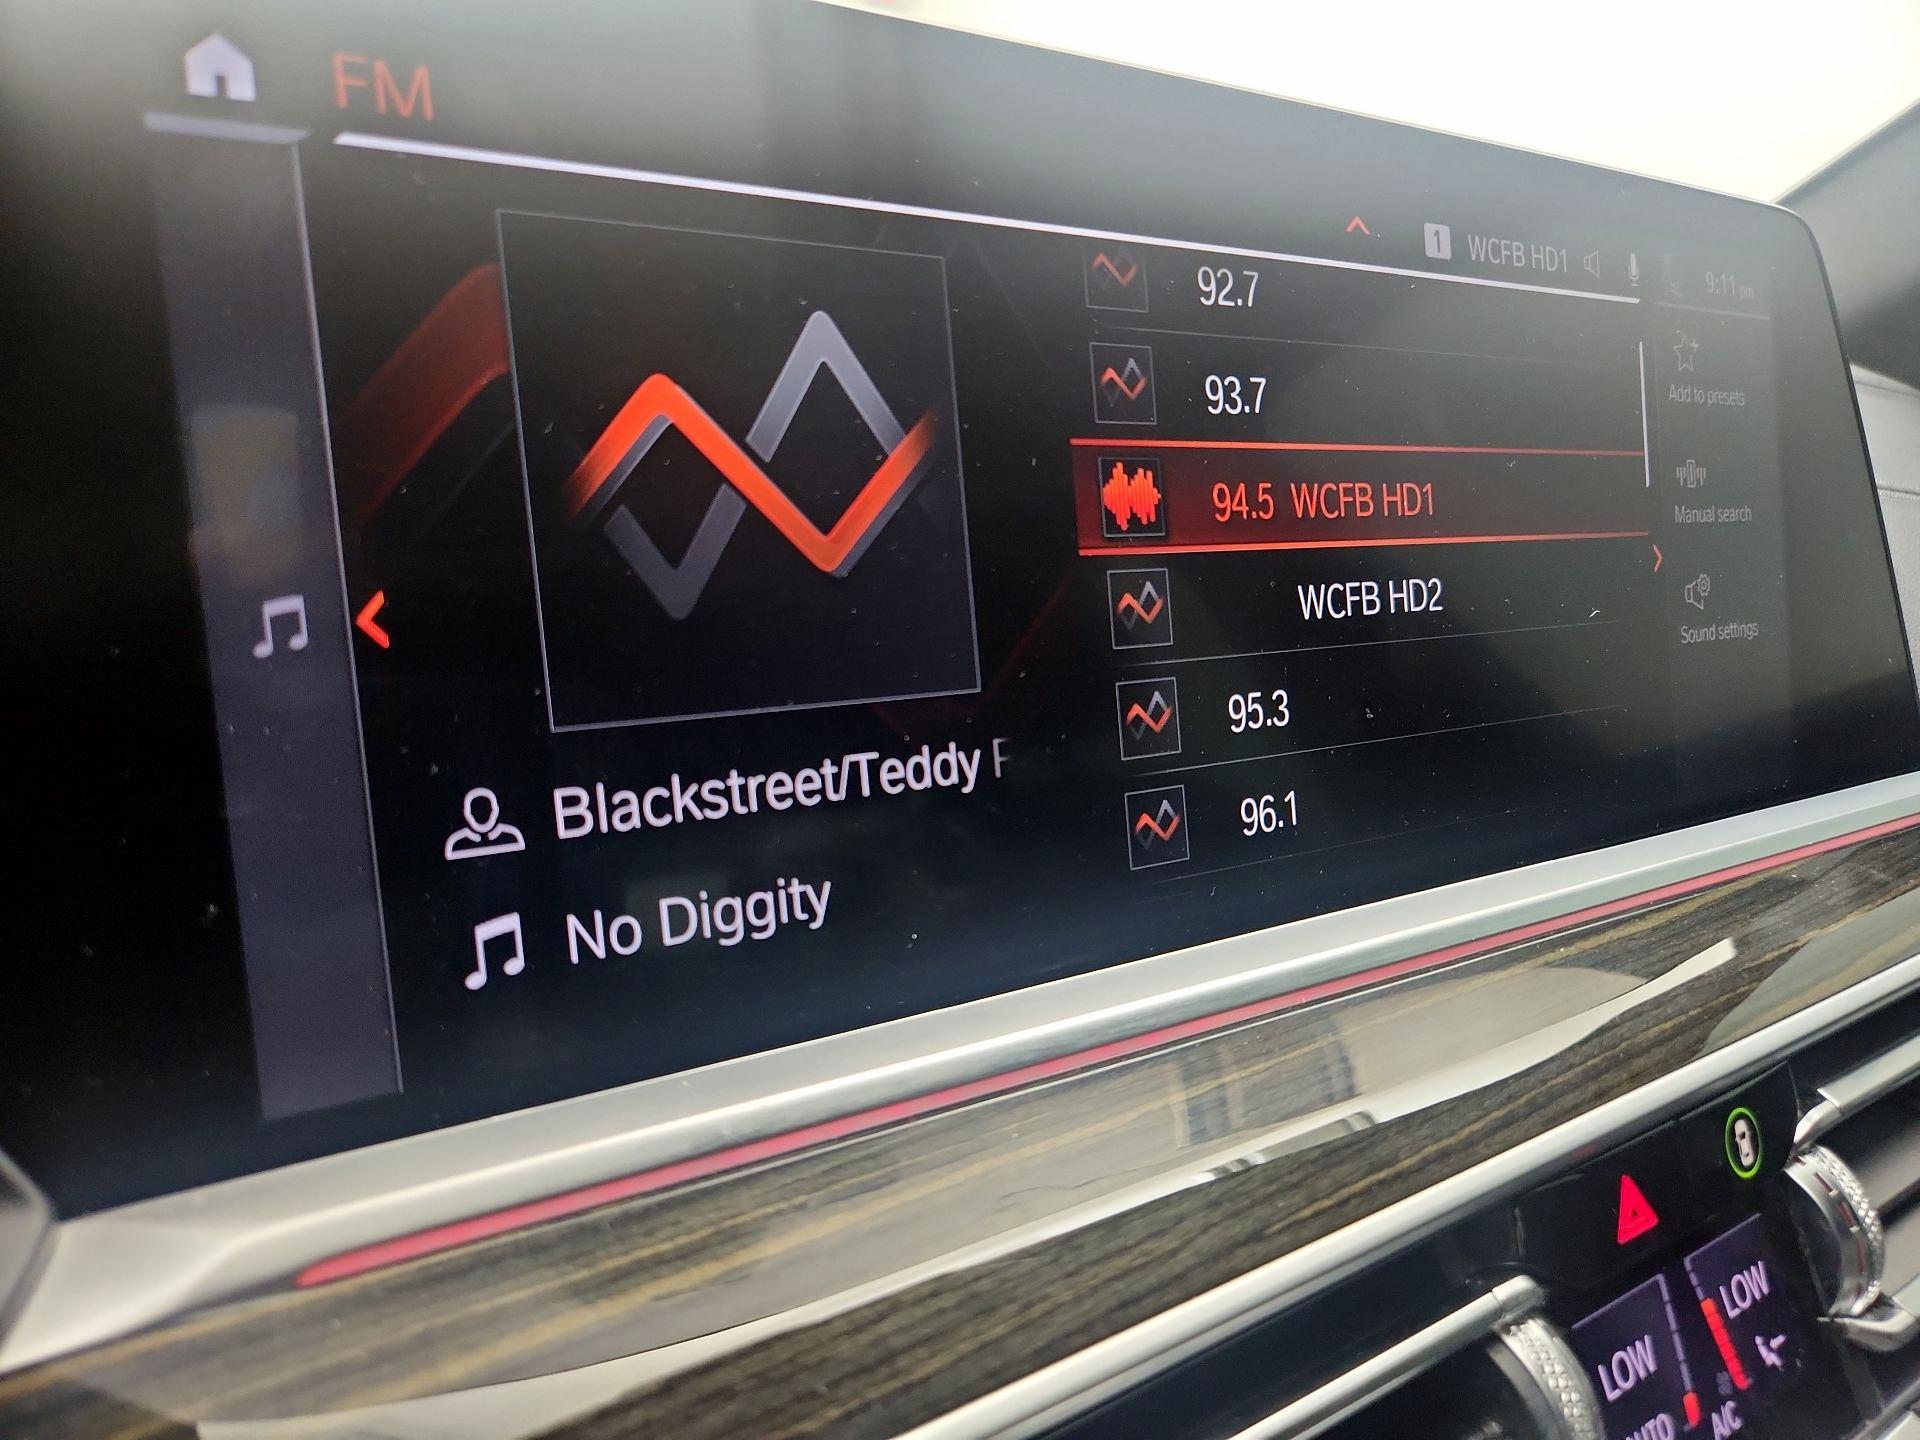 FM
1 WCFB HD1 9:11 pm
92.7
93.7
94.5 WCFB HD1
WCFB HD2
95.3
96.1
Add to presets
Manual search
Sound settings
Blackstreet/Teddy
No Diggity
LOW
LOW
A/C